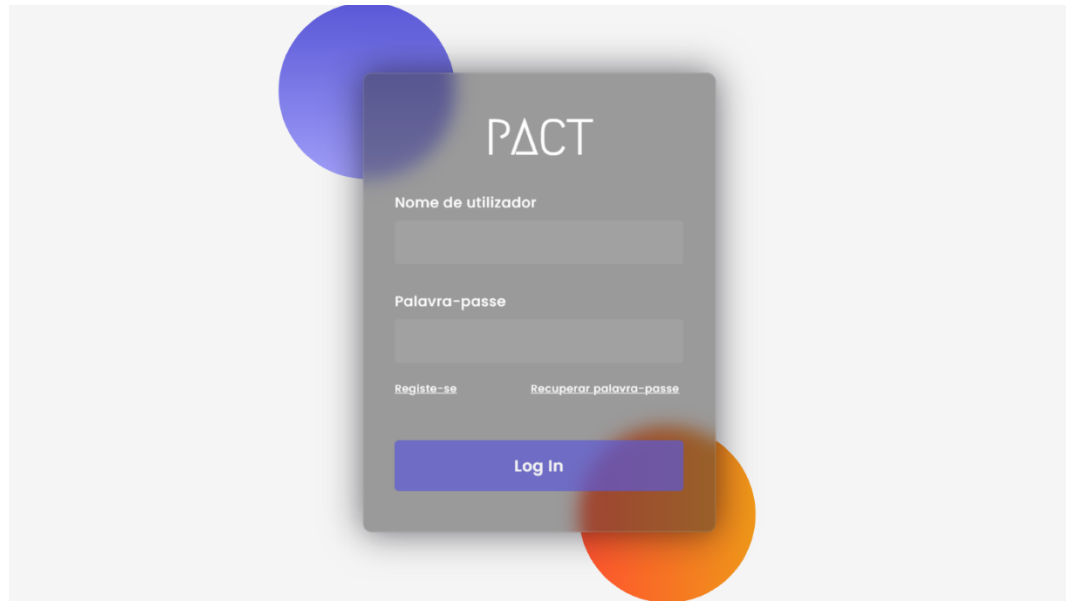 PACT
Nome de utilizador
Palavra-passe
Registe-se Recuperar palavra-passe
Log In